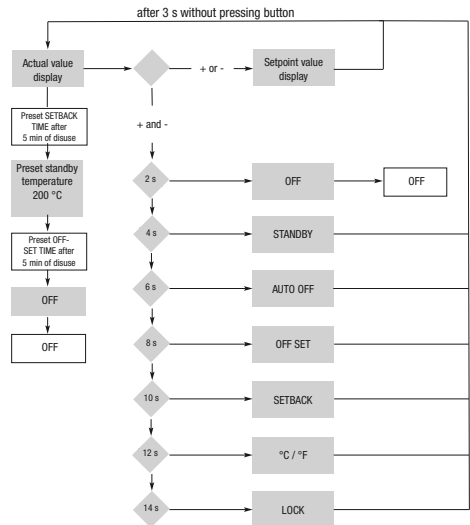 after 3 s without pressing button
Actual value
display
+ or -
Setpoint value
display
Preset SETBACK
TIME after
5 min of disuse
+ and -
Preset standby
temperature
200 °C
2 s
OFF
OFF
Preset OFF-
SET TIME after
5 min of disuse
4 s
STANDBY
OFF
6 s
AUTO OFF
OFF
8 s
OFF SET
10 s
SETBACK
12 s
°C / °F
14 s
LOCK